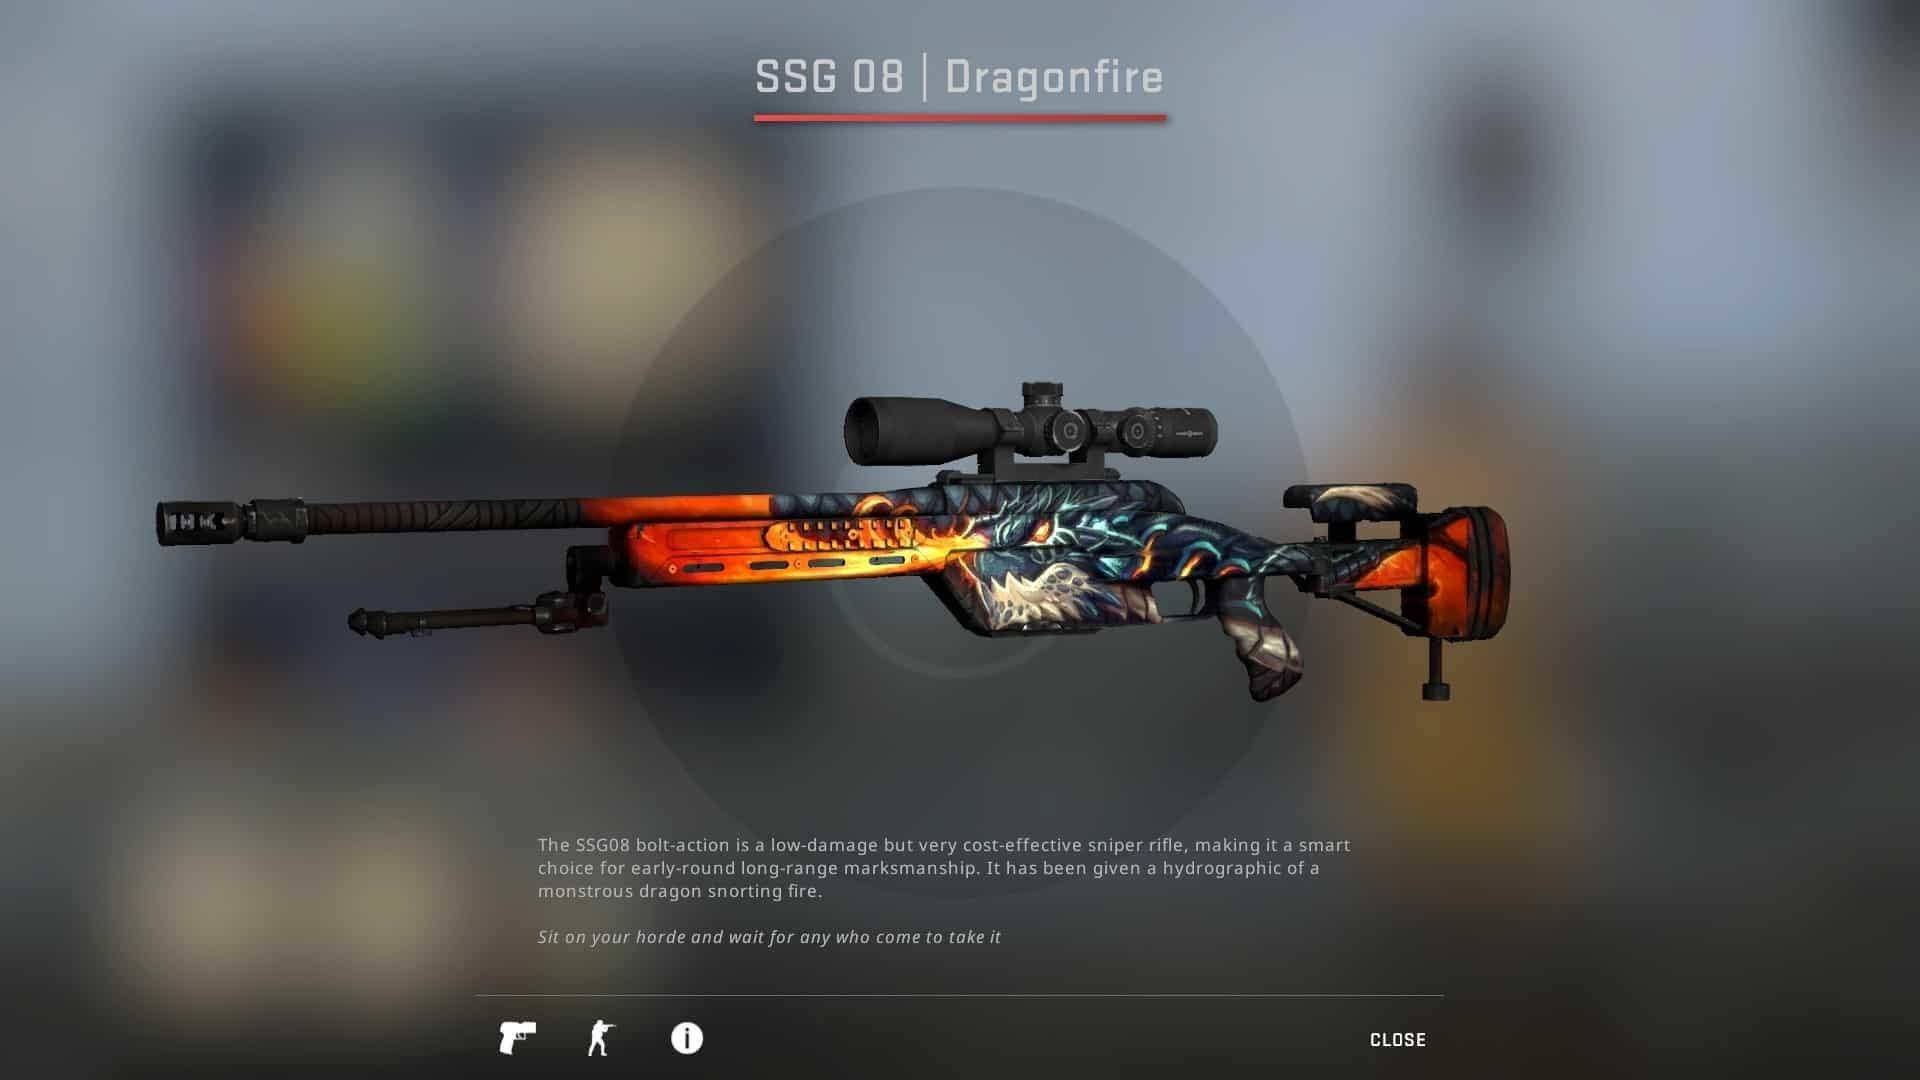 SSG 08 | Dragonfire
The SSG08 bolt-action is a low-damage but very cost-effective sniper rifle, making it a smart
choice for early-round long-range marksmanship. It has been given a hydrographic of a
monstrous dragon snorting fire.
Sit on your horde and wait for any who come to take it
CLOSE